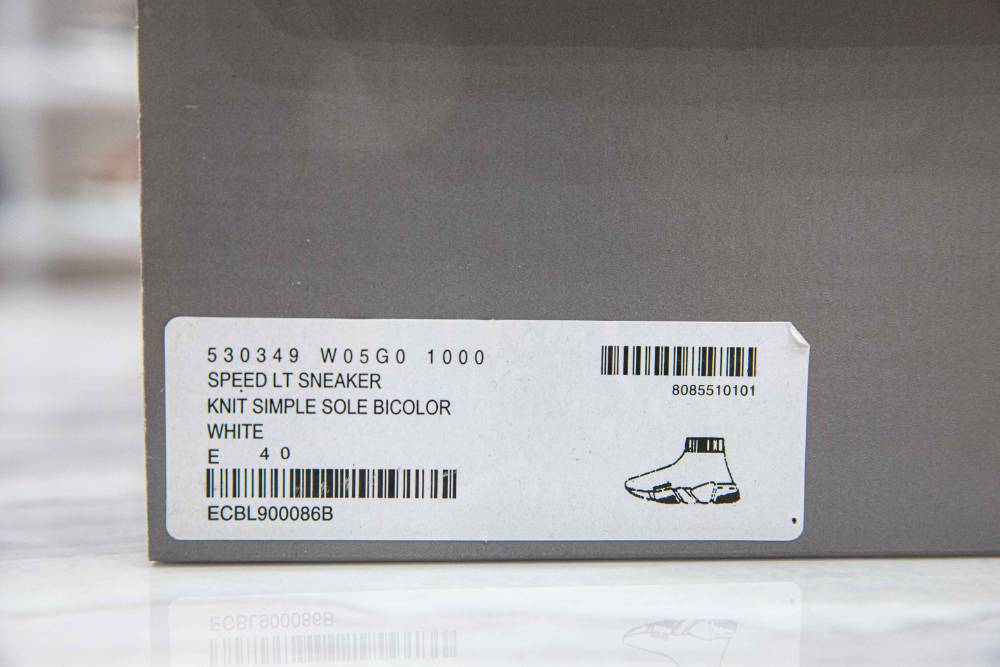 530349 W05G0 1000
SPEED LT SNEAKER
KNIT SIMPLE SOLE BICOLOR
WHITE
E 40
ECBL900086B
8085510101